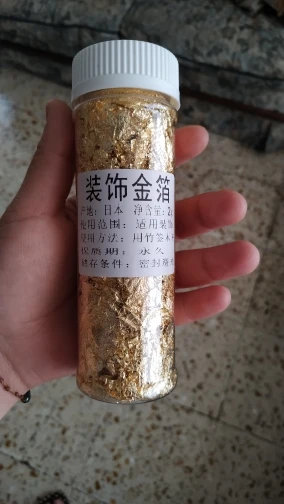 装饰金箔
产地：日本 净含量：2
使用范围：适用装
使用方法：用竹签
保质期：永久
储存条件：密封